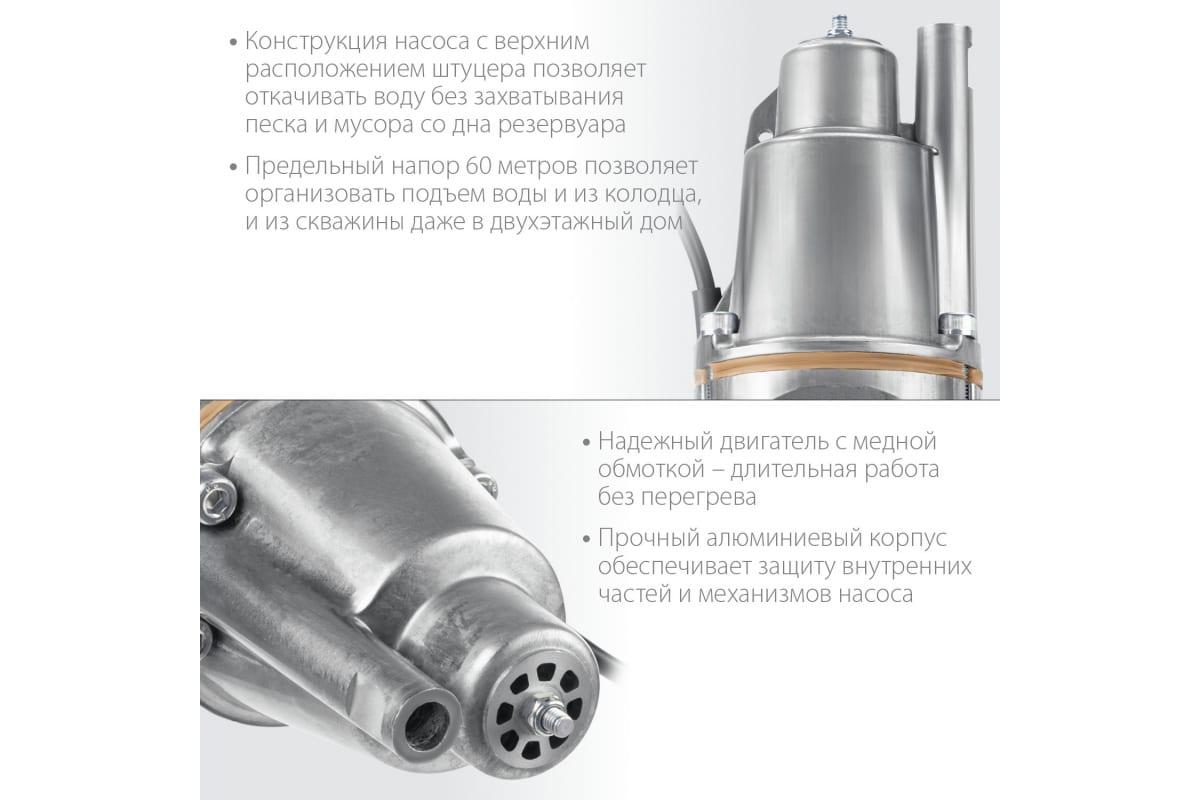 • Конструкция насоса с верхним
расположением штуцера позволяет
откачивать воду без захватывания
песка и мусора со дна резервуара
• Предельный напор 60 метров позволяет
организовать подъем воды и из колодца,
и из скважины даже в двухэтажный дом
• Надежный двигатель с медной
обмоткой – длительная работа
без перегрева
• Прочный алюминиевый корпус
обеспечивает защиту внутренних
частей и механизмов насоса